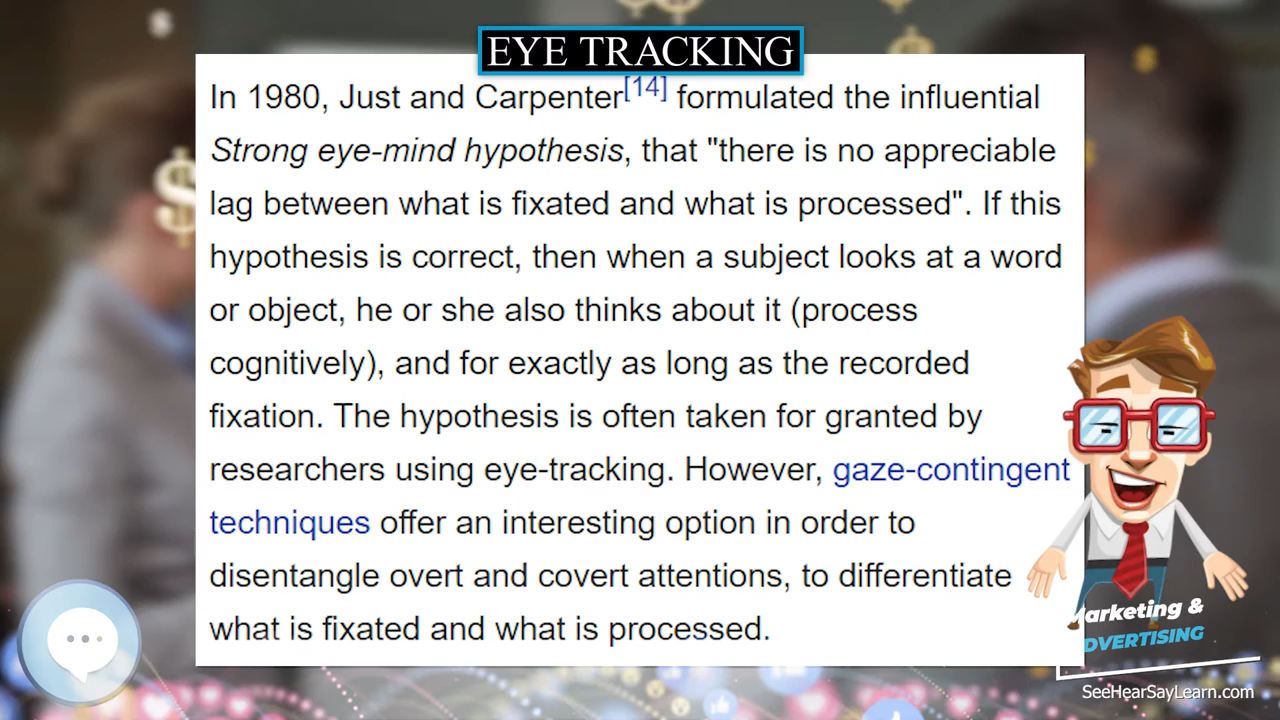 EYE TRACKING
In 1980, Just and Carpenter[14] formulated the influential
Strong eye-mind hypothesis, that "there is no appreciable
lag between what is fixated and what is processed". If this
hypothesis is correct, then when a subject looks at a word
or object, he or she also thinks about it (process
cognitively), and for exactly as long as the recorded
fixation. The hypothesis is often taken for granted by
researchers using eye-tracking. However, gaze-contingent
techniques offer an interesting option in order to
disentangle overt and covert attentions, to differentiate
what is fixated and what is processed.
Marketing &
ADVERTISING
SeeHearSayLearn.com